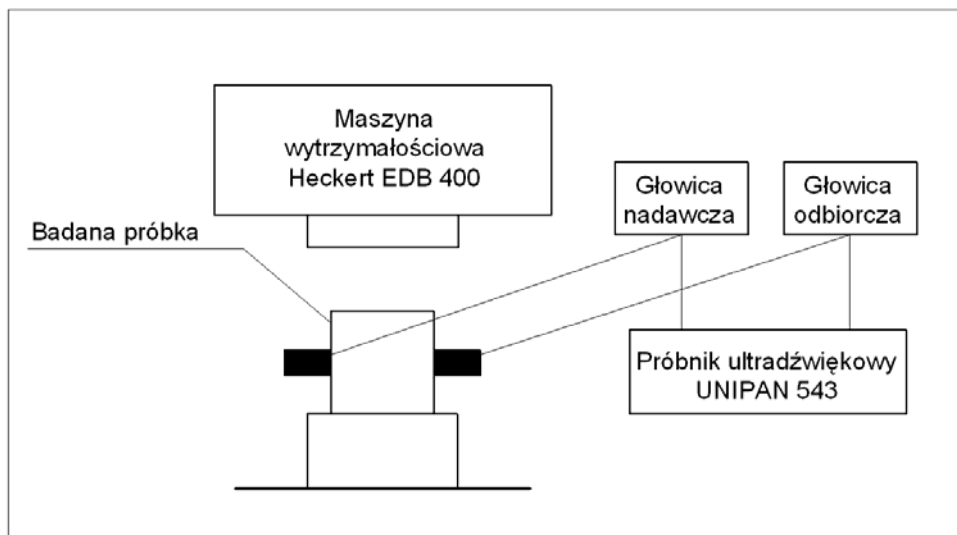 Maszyna
wytrzymałościowa
Heckert EDB 400
Głowica
nadawcza
Głowica
odbiorcza
Badana próbka
Próbnik ultradźwiękowy
UNIPAN 543